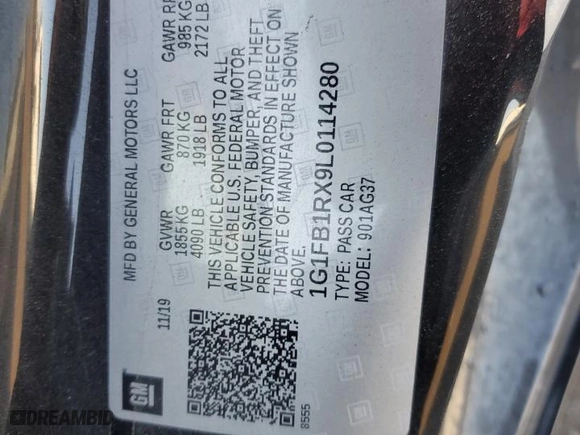 MFD BY GENERAL MOTORS LLC
11/19
GVWR GAWR FRT GAWR RR
1855 KG 870 KG 985 KG
4090 LB 1918 LB 2172 LB
THIS VEHICLE CONFORMS TO ALL
APPLICABLE U.S. FEDERAL MOTOR
VEHICLE SAFETY, BUMPER, AND THEFT
PREVENTION STANDARDS IN EFFECT ON
THE DATE OF MANUFACTURE SHOWN
ABOVE.
1G1FB1RX9L0114280
TYPE: PASS CAR
MODEL: 901AG37
GM
8555
DREAMBID